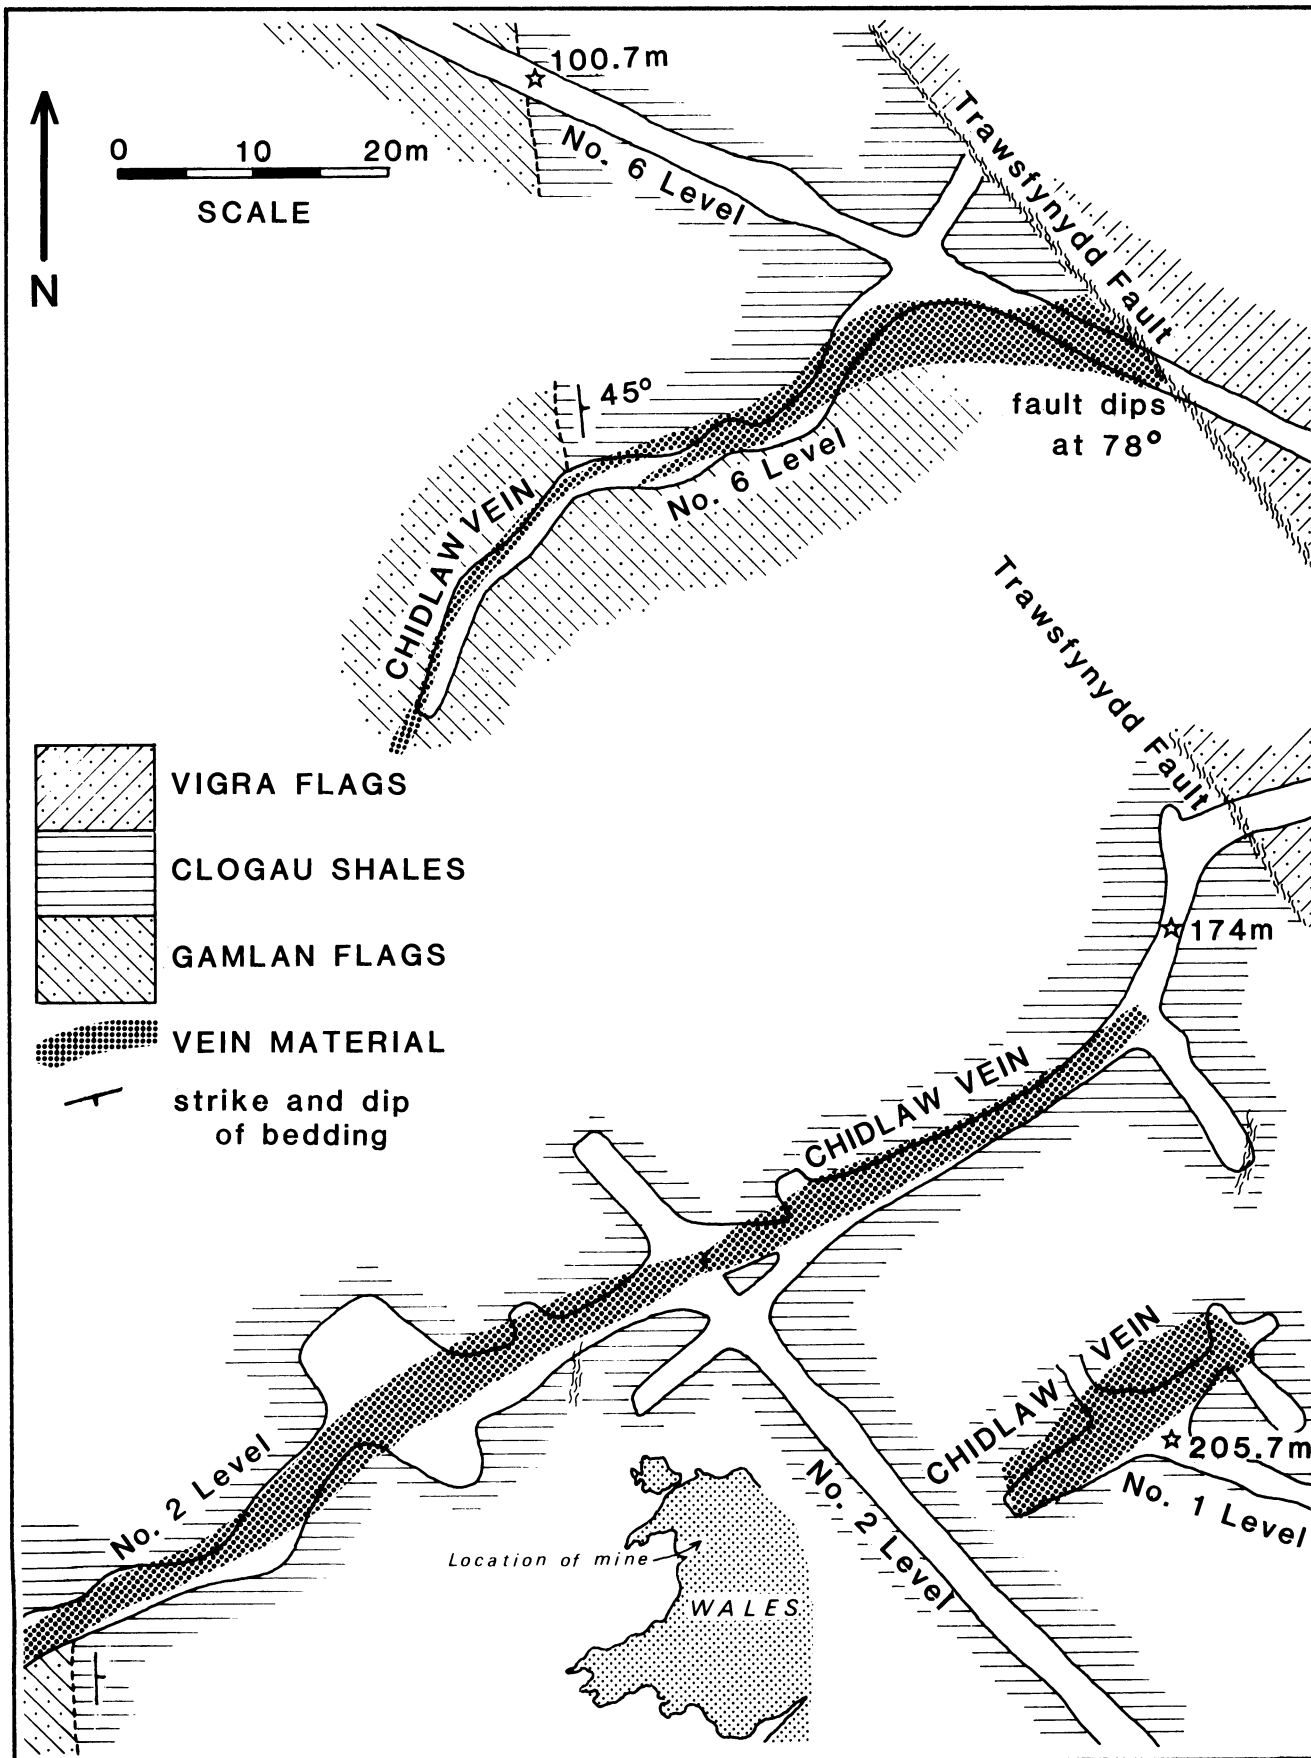 100.7m
Trawsfynydd Fault
0 10 20m
SCALE
N
No. 6 Level
45°
fault dips
at 78°
No. 6 Level
CHIDLAW VEIN
Trawsfynydd Fault
VIGRA FLAGS
CLOGAU SHALES
174m
GAMLAN FLAGS
VEIN MATERIAL
strike and dip
of bedding
CHIDLAW VEIN
CHIDLAW VEIN
205.7m
No. 1 Level
No. 2 Level
No. 2 Level
Location of mine
WALES